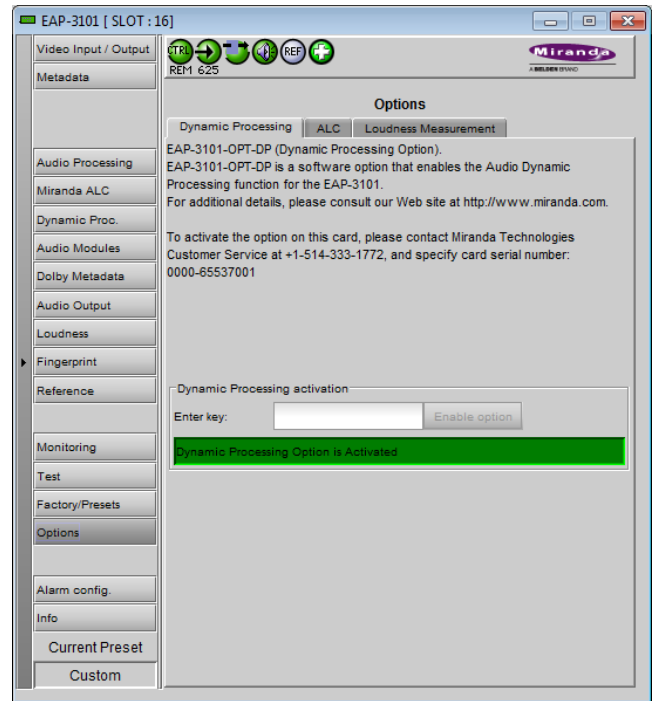 EAP-3101 [ SLOT : 16]
Video Input / Output
Metadata
Audio Processing
Miranda ALC
Dynamic Proc.
Audio Modules
Dolby Metadata
Audio Output
Loudness
Fingerprint
Reference
Monitoring
Test
Factory/Presets
Options
Alarm config.
Info
Current Preset
Custom
CTRL
REF
REM 625
Miranda
A BELDEN BRAND
Options
Dynamic Processing
ALC
Loudness Measurement
EAP-3101-OPT-DP (Dynamic Processing Option).
EAP-3101-OPT-DP is a software option that enables the Audio Dynamic
Processing function for the EAP-3101.
For additional details, please consult our Web site at http://www.miranda.com.
To activate the option on this card, please contact Miranda Technologies
Customer Service at +1-514-333-1772, and specify card serial number:
0000-65537001
Dynamic Processing activation
Enter key:
Enable option
Dynamic Processing Option is Activated